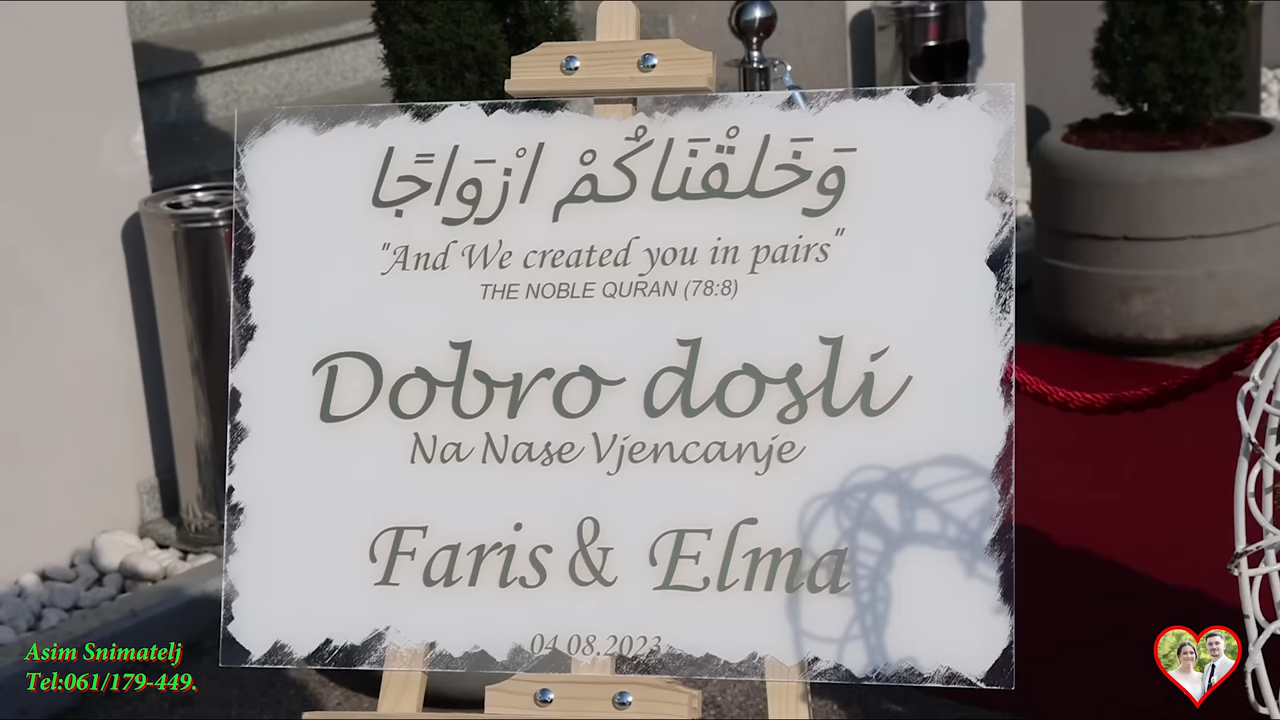 وَخَلَقْنَاكُمْ ازْوَاجًا
"And We created you in pairs"
THE NOBLE QURAN (78:8)
Dobro dosli
Na Nase Vjencanje
Faris & Elma
04 08.2023
Asim Snimatelj
Tel:061/179-449.